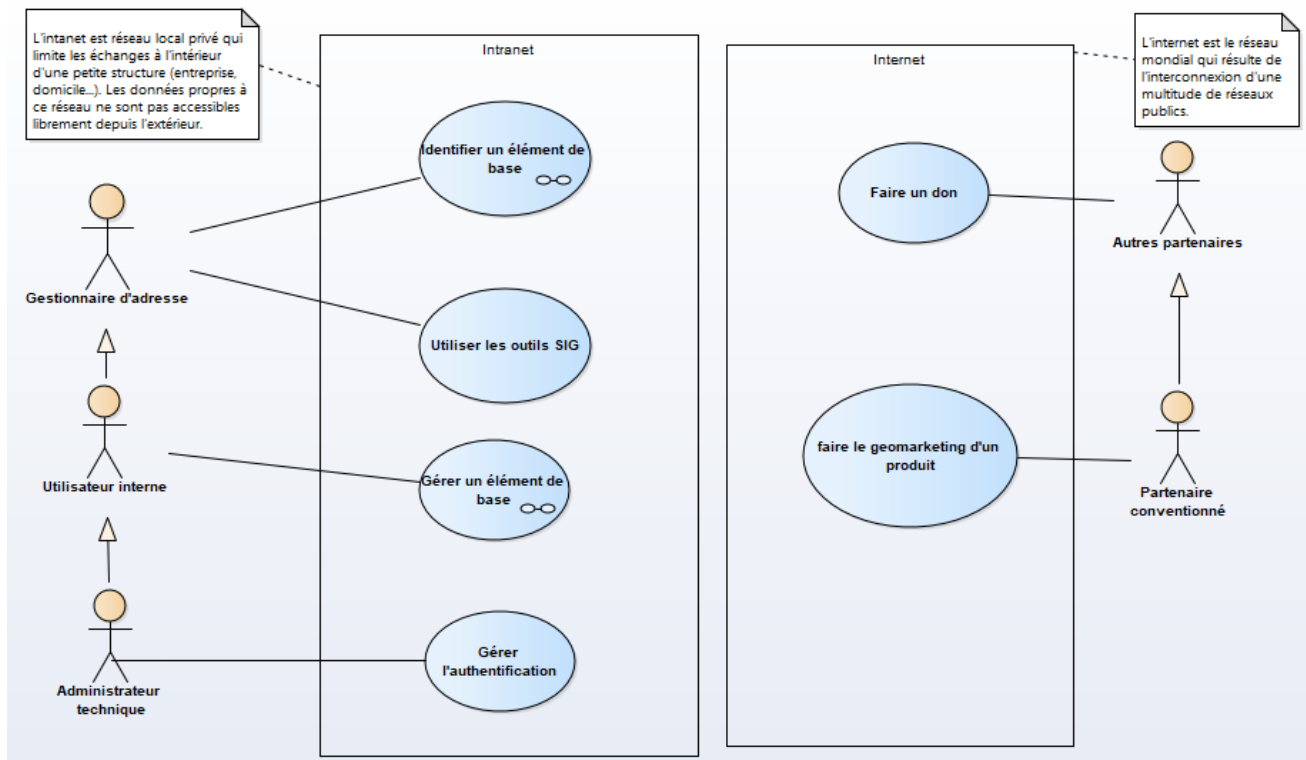 L'intanet est réseau local privé qui
limite les échanges à l'intérieur
d'une petite structure (entreprise,
domicile...). Les données propres à
ce réseau ne sont pas accessibles
librement depuis l'extérieur.
Intranet
Identifier un élément de
base
Gestionnaire d'adresse
Utiliser les outils SIG
Utilisateur interne
Gérer un élément de
base
Administrateur
technique
Gérer
l'authentification
Internet
L'internet est le réseau
mondial qui résulte de
l'interconnexion d'une
multitude de réseaux
publics.
Faire un don
Autres partenaires
faire le geomarketing d'un
produit
Partenaire
conventionné